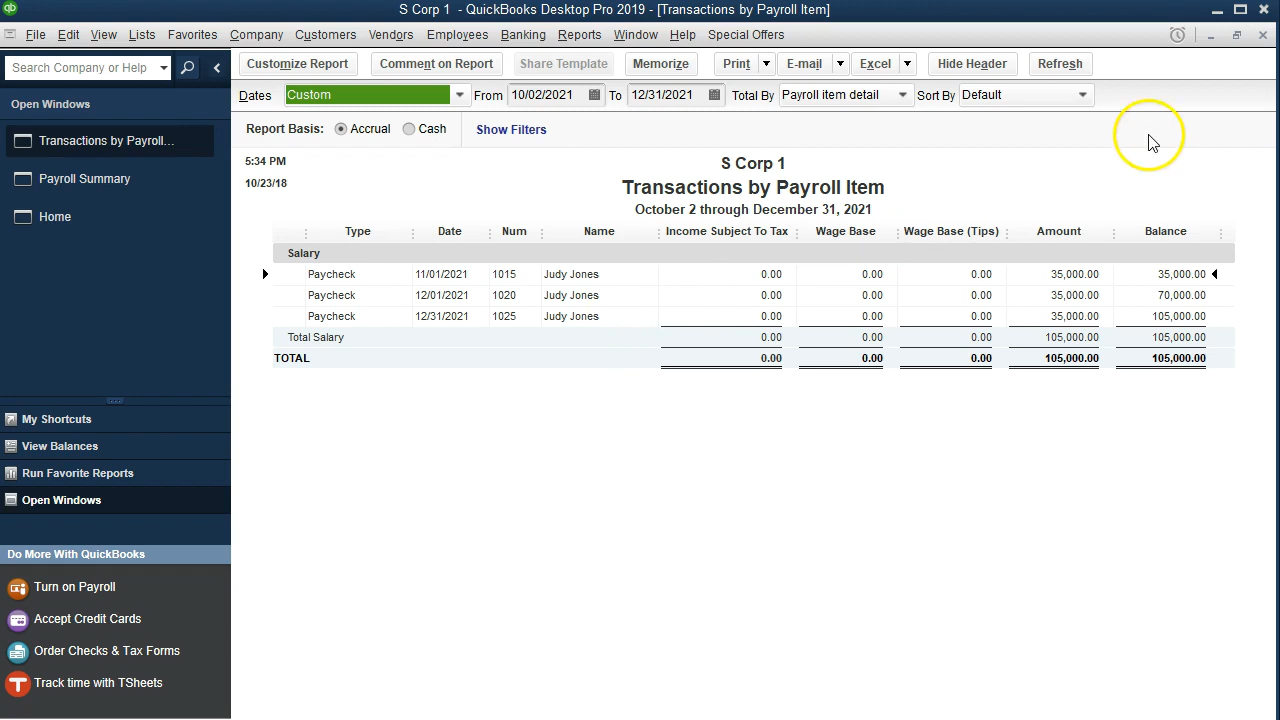 S Corp 1 - QuickBooks Desktop Pro 2019 - [Transactions by Payroll Item]
File Edit View Lists Favorites Company Customers Vendors Employees Banking Reports Window Help Special Offers
Search Company or Help
Customize Report Comment on Report Share Template Memorize Print E-mail Excel Hide Header Refresh
Open Windows
Dates Custom From 10/02/2021 To 12/31/2021 Total By Payroll item detail Sort By Default
Transactions by Payroll...
Payroll Summary
Home
Report Basis: Accrual Cash Show Filters
5:34 PM
10/23/18
S Corp 1
Transactions by Payroll Item
October 2 through December 31, 2021
Type Date Num Name Income Subject To Tax Wage Base Wage Base (Tips) Amount Balance
Salary
Paycheck 11/01/2021 1015 Judy Jones 0.00 0.00 0.00 35,000.00 35,000.00
Paycheck 12/01/2021 1020 Judy Jones 0.00 0.00 0.00 35,000.00 70,000.00
Paycheck 12/31/2021 1025 Judy Jones 0.00 0.00 0.00 35,000.00 105,000.00
Total Salary 0.00 0.00 0.00 105,000.00 105,000.00
TOTAL 0.00 0.00 0.00 105,000.00 105,000.00
My Shortcuts
View Balances
Run Favorite Reports
Open Windows
Do More With QuickBooks
Turn on Payroll
Accept Credit Cards
Order Checks & Tax Forms
Track time with TSheets